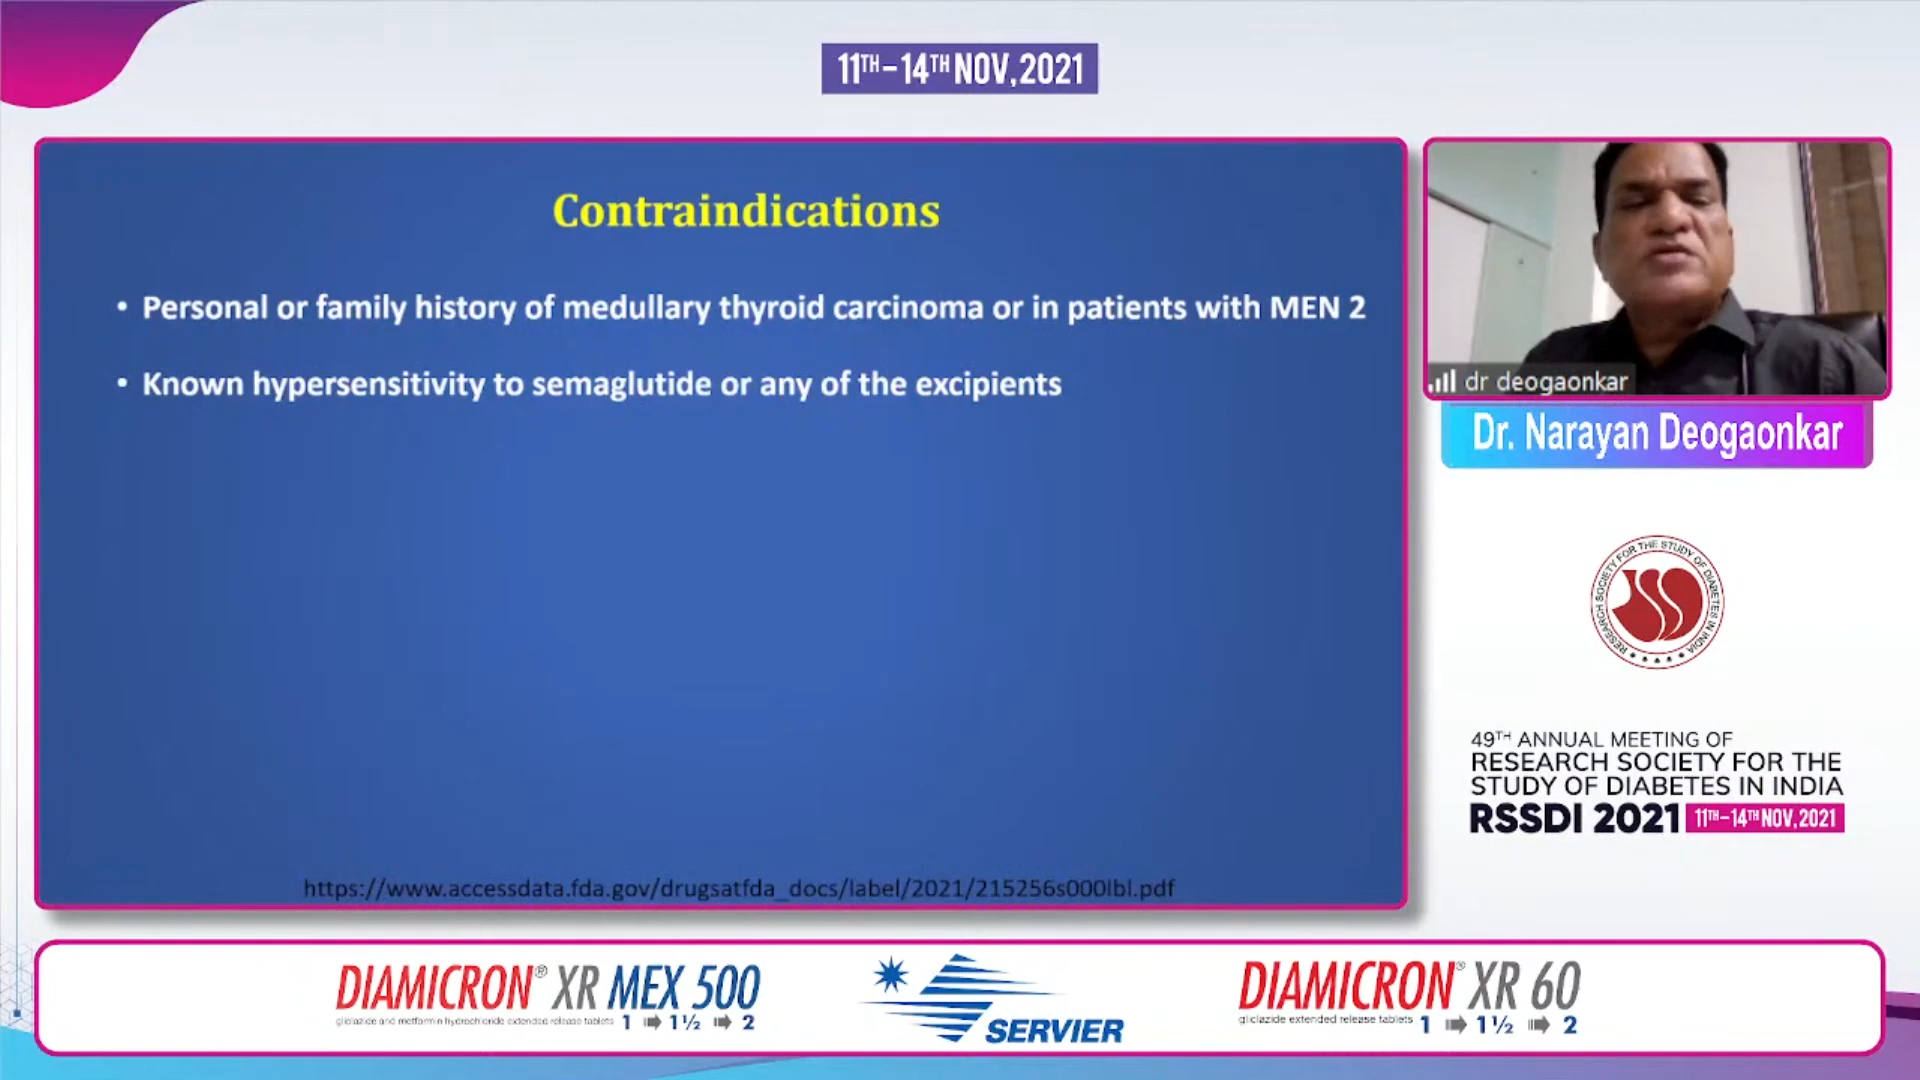 11TH-14TH NOV, 2021
Contraindications
• Personal or family history of medullary thyroid carcinoma or in patients with MEN 2
• Known hypersensitivity to semaglutide or any of the excipients
https://www.accessdata.fda.gov/drugsatfda_docs/label/2021/215256s000lbl.pdf
dr deogaonkar
Dr. Narayan Deogaonkar
RESEARCH SOCIETY FOR THE STUDY OF DIABETES IN INDIA
49TH ANNUAL MEETING OF
RESEARCH SOCIETY FOR THE
STUDY OF DIABETES IN INDIA
RSSDI 2021 11TH-14TH NOV, 2021
DIAMICRON® XR MEX 500
gliclazide and metformin hydrochloride extended release tablets 1 ➡ 1½ ➡ 2
SERVIER
DIAMICRON® XR 60
gliclazide extended release tablets 1 ➡ 1½ ➡ 2